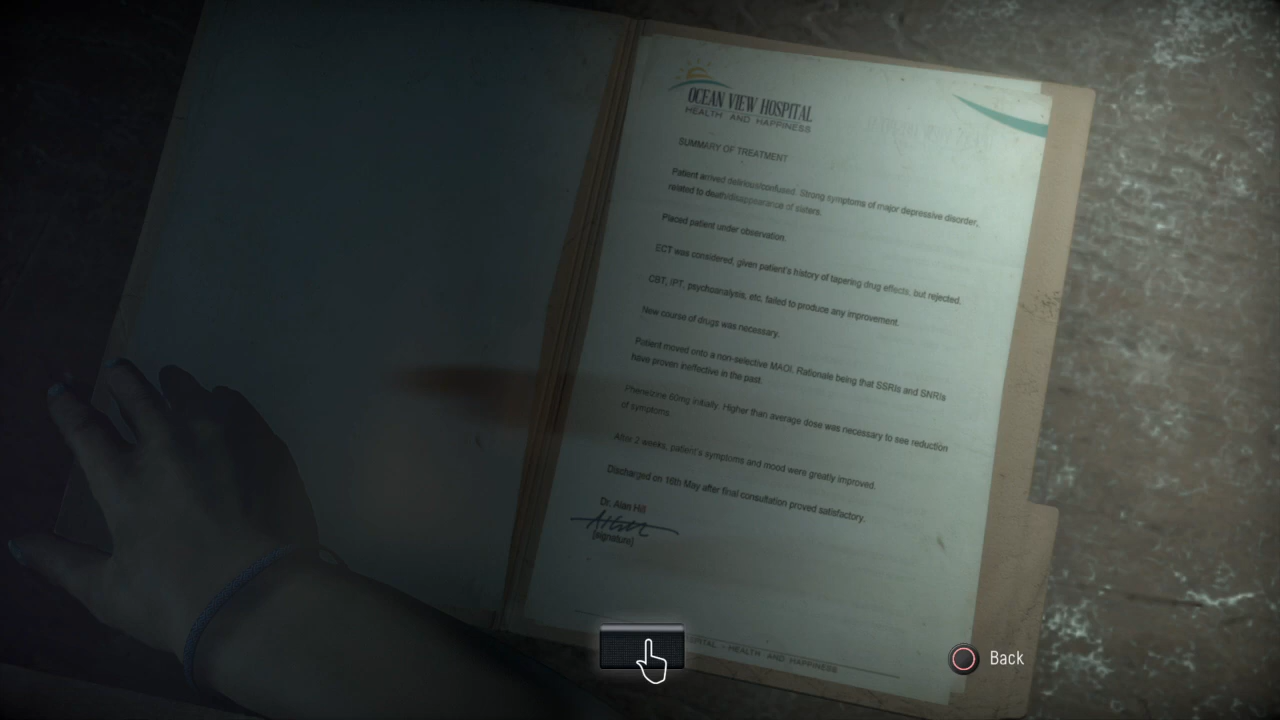 OCEAN VIEW HOSPITAL
HEALTH AND HAPPINESS
SUMMARY OF TREATMENT
Patient arrived delirious/confused. Strong symptoms of major depressive disorder,
related to death/disappearance of sisters.
Placed patient under observation.
ECT was considered, given patient's history of tapering drug effects, but rejected.
CBT, IPT, psychoanalysis, etc, failed to produce any improvement.
New course of drugs was necessary.
Patient moved onto a non-selective MAOI. Rationale being that SSRIs and SNRIs
have proven ineffective in the past.
Phenelzine 60mg initially. Higher than average dose was necessary to see reduction
of symptoms.
After 2 weeks, patient's symptoms and mood were greatly improved.
Discharged on 16th May after final consultation proved satisfactory.
Dr. Alan Hill
[signature]
- HEALTH AND HAPPINESS
Back